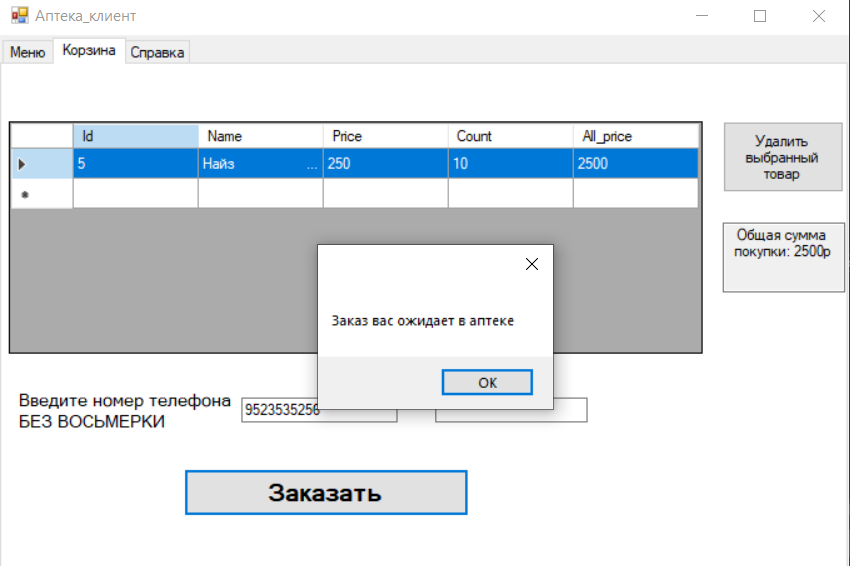 Аптека_клиент
Меню Корзина Справка
Id Name Price Count All_price
5 Найз ... 250 10 2500
Удалить
выбранный
товар
Общая сумма
покупки: 2500р
Заказ вас ожидает в аптеке
OK
Введите номер телефона
БЕЗ ВОСЬМЕРКИ
9523535256
Заказать